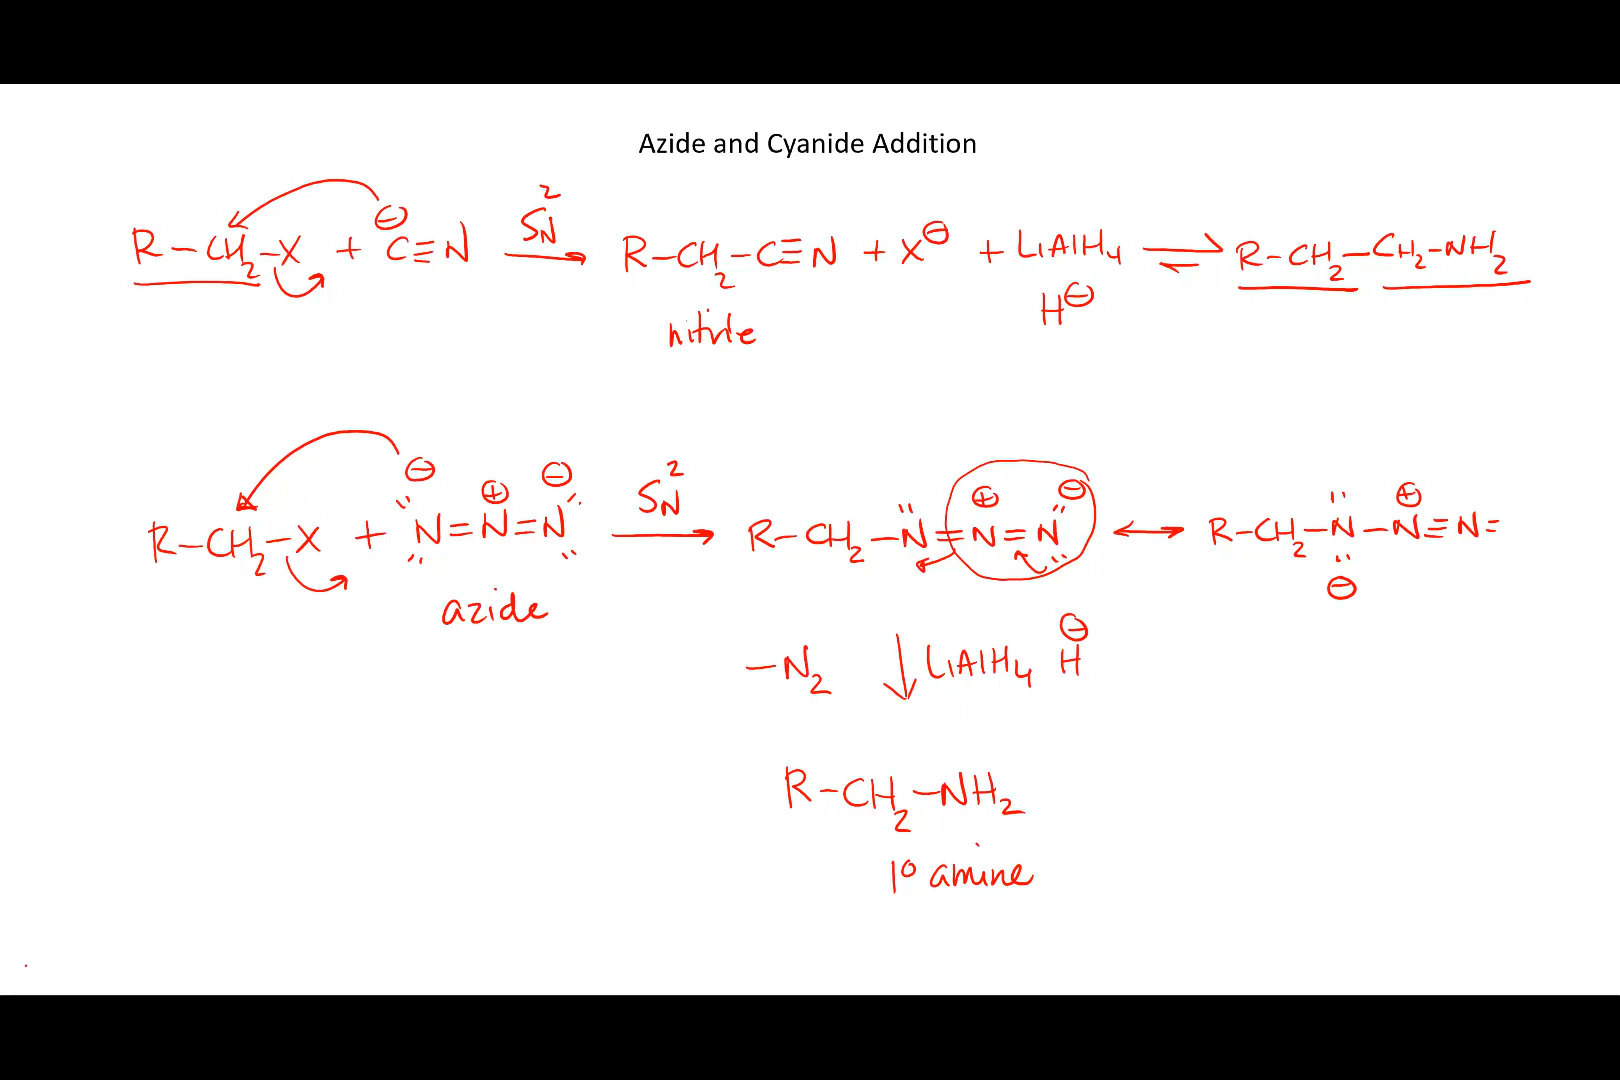 Azide and Cyanide Addition
R-CH₂-X + ⊖C≡N SN² → R-CH₂-C≡N + X⊖ + LiAlH₄ ⇌ R-CH₂-CH₂-NH₂
nitrile H⊖
R-CH₂-X + ⊖N=N⊕=N⊖ SN² → R-CH₂-N=N⊕=N⊖ ↔ R-CH₂-N⊖-N⊕≡N:
azide
-N₂ ↓ LiAlH₄ H⊖
R-CH₂-NH₂
1° amine